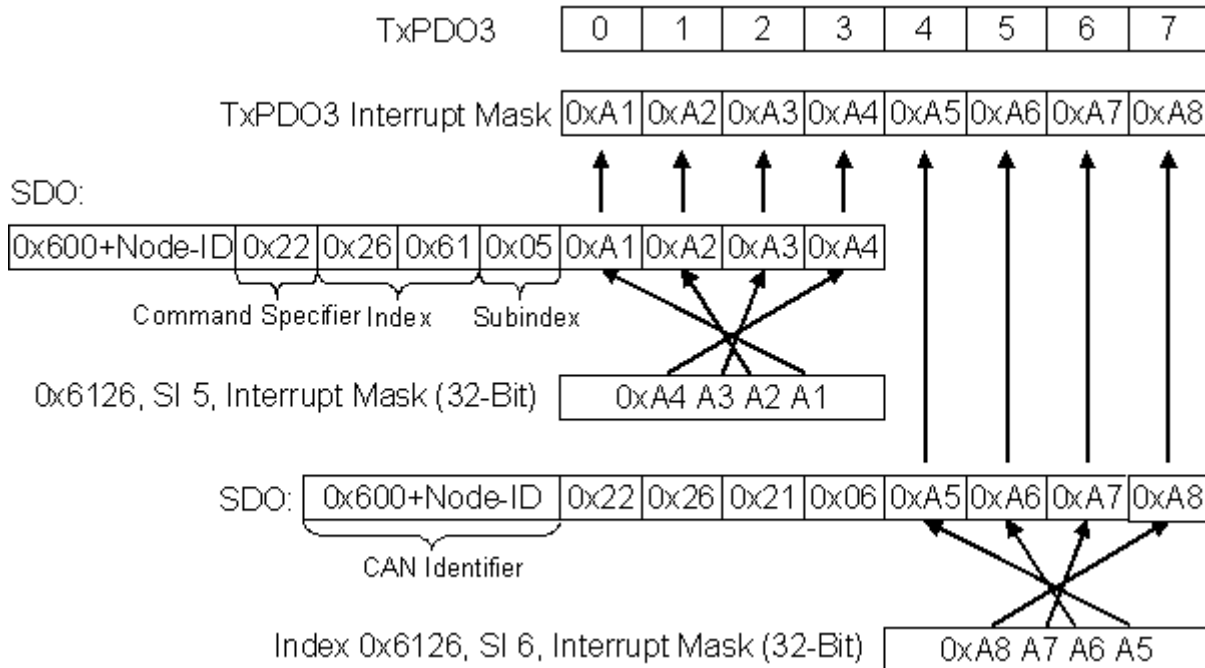 TxPDO3 0 1 2 3 4 5 6 7
TxPDO3 Interrupt Mask 0xA1 0xA2 0xA3 0xA4 0xA5 0xA6 0xA7 0xA8
SDO:
0x600+Node-ID 0x22 0x26 0x61 0x05 0xA1 0xA2 0xA3 0xA4
Command Specifier Index Subindex
0x6126, SI 5, Interrupt Mask (32-Bit) 0xA4 A3 A2 A1
SDO: 0x600+Node-ID 0x22 0x26 0x21 0x06 0xA5 0xA6 0xA7 0xA8
CAN Identifier
Index 0x6126, SI 6, Interrupt Mask (32-Bit) 0xA8 A7 A6 A5